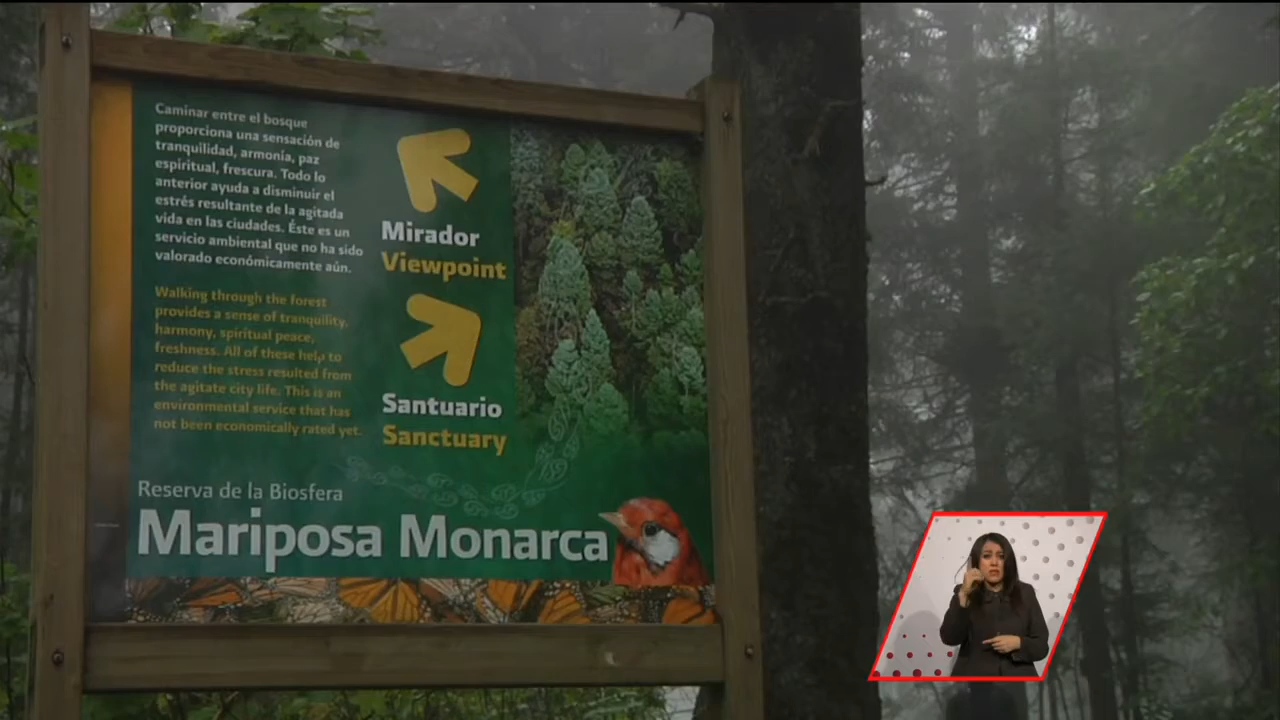 Caminar entre el bosque
proporciona una sensación de
tranquilidad, armonía, paz
espiritual, frescura. Todo lo
anterior ayuda a disminuir el
estrés resultante de la agitada
vida en las ciudades. Éste es un
servicio ambiental que no ha sido
valorado económicamente aún.
Walking through the forest
provides a sense of tranquility,
harmony, spiritual peace,
freshness. All of these help to
reduce the stress resulted from
the agitate city life. This is an
environmental service that has
not been economically rated yet.
Mirador
Viewpoint
Santuario
Sanctuary
Reserva de la Biosfera
Mariposa Monarca